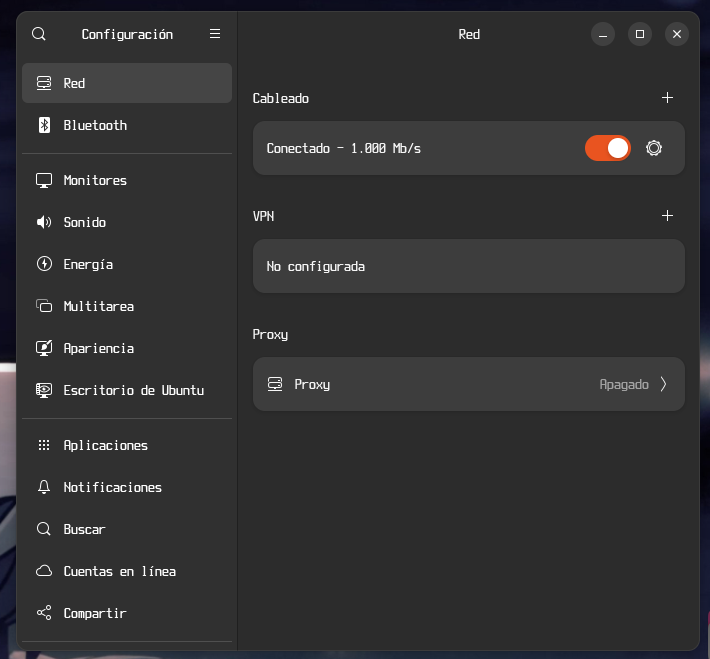 Configuración
Red
Bluetooth
Monitores
Sonido
Energía
Multitarea
Apariencia
Escritorio de Ubuntu
Aplicaciones
Notificaciones
Buscar
Cuentas en línea
Compartir
Red
Cableado
Conectado - 1.000 Mb/s
VPN
No configurada
Proxy
Proxy
Apagado